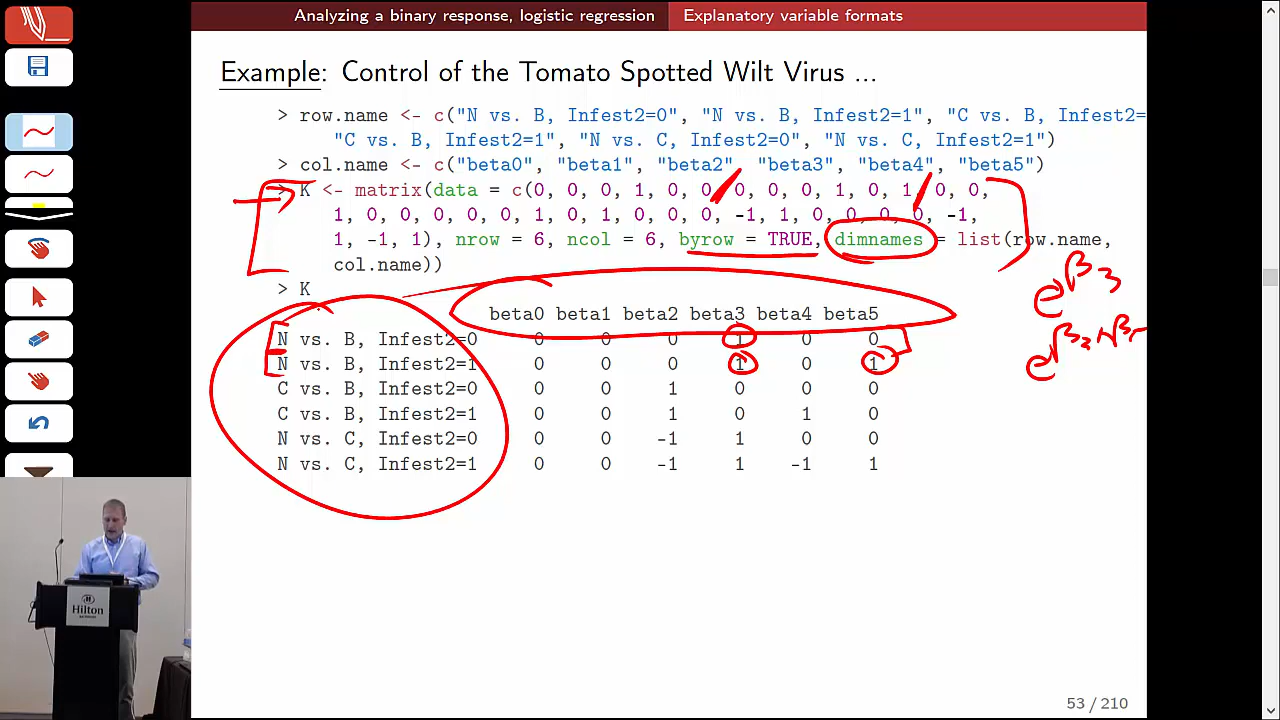 Analyzing a binary response, logistic regression Explanatory variable formats
Example: Control of the Tomato Spotted Wilt Virus ...
> row.name <- c("N vs. B, Infest2=0", "N vs. B, Infest2=1", "C vs. B, Infest2=
"C vs. B, Infest2=1", "N vs. C, Infest2=0", "N vs. C, Infest2=1")
> col.name <- c("beta0", "beta1", "beta2", "beta3", "beta4", "beta5")
> K <- matrix(data = c(0, 0, 0, 1, 0, 0, 0, 0, 0, 1, 0, 1, 0, 0,
1, 0, 0, 0, 0, 0, 1, 0, 1, 0, 0, 0, -1, 1, 0, 0, 0, 0, -1,
1, -1, 1), nrow = 6, ncol = 6, byrow = TRUE, dimnames = list(row.name,
col.name))
> K
beta0 beta1 beta2 beta3 beta4 beta5
N vs. B, Infest2=0 0 0 0 1 0 0
N vs. B, Infest2=1 0 0 0 1 0 1
C vs. B, Infest2=0 0 0 1 0 0 0
C vs. B, Infest2=1 0 0 1 0 1 0
N vs. C, Infest2=0 0 0 -1 1 0 0
N vs. C, Infest2=1 0 0 -1 1 -1 1
e^β3
53 / 210
Hilton